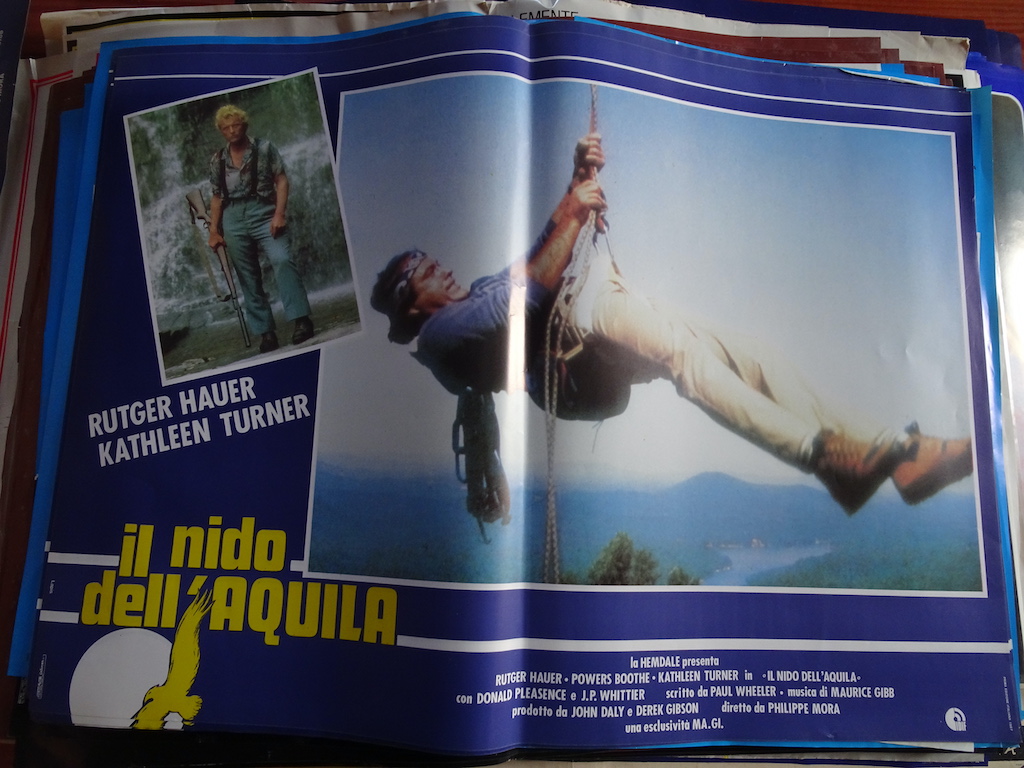 CLEMENTE
RUTGER HAUER
KATHLEEN TURNER
il nido
dell'AQUILA
la HEMDALE presenta
RUTGER HAUER • POWERS BOOTHE • KATHLEEN TURNER in «IL NIDO DELL'AQUILA»
con DONALD PLEASENCE e J.P. WHITTIER scritto da PAUL WHEELER • musica di MAURICE GIBB
prodotto da JOHN DALY e DEREK GIBSON diretto da PHILIPPE MORA
una esclusività MA.GI.